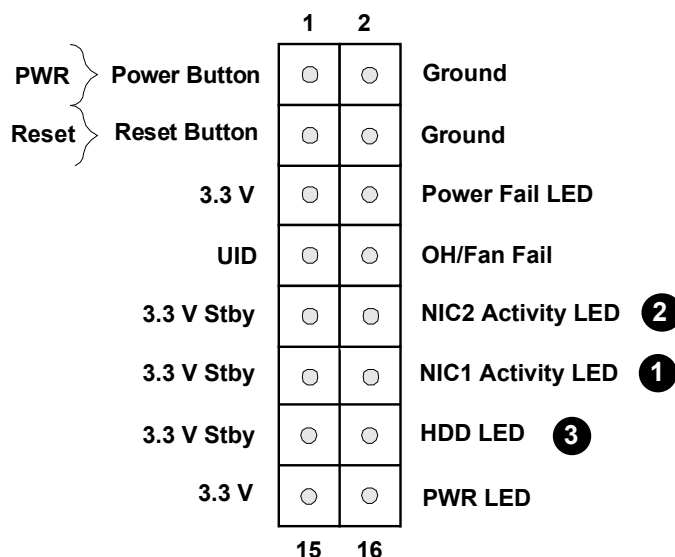 1 2
PWR Power Button Ground
Reset Reset Button Ground
3.3 V Power Fail LED
UID OH/Fan Fail
3.3 V Stby NIC2 Activity LED 2
3.3 V Stby NIC1 Activity LED 1
3.3 V Stby HDD LED 3
3.3 V PWR LED
15 16